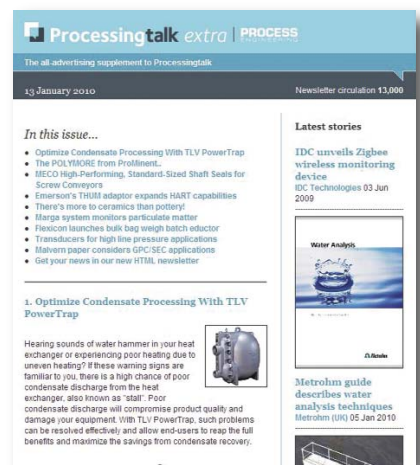 Processingtalk extra | PROCESS
ENGINEERING
The all-advertising supplement to Processingtalk
13 January 2010
Newsletter circulation 13,000
In this issue...
• Optimize Condensate Processing With TLV PowerTrap
• The POLYMORE from ProMinent..
• MECO High-Performing, Standard-Sized Shaft Seals for
Screw Conveyors
• Emerson's THUM adaptor expands HART capabilities
• There's more to ceramics than pottery!
• Marga system monitors particulate matter
• Flexicon launches bulk bag weigh batch eductor
• Transducers for high line pressure applications
• Malvern paper considers GPC/SEC applications
• Get your news in our new HTML newsletter
1. Optimize Condensate Processing With TLV
PowerTrap
Hearing sounds of water hammer in your heat
exchanger or experiencing poor heating due to
uneven heating? If these warning signs are
familiar to you, there is a high chance of poor
condensate discharge from the heat
exchanger, also known as "stall". Poor
condensate discharge will compromise product quality and
damage your equipment. With TLV PowerTrap, such problems
can be resolved effectively and allow end-users to reap the full
benefits and maximize the savings from condensate recovery.
Latest stories
IDC unveils Zigbee
wireless monitoring
device
IDC Technologies 03 Jun
2009
Water Analysis
Metrohm
Metrohm guide
describes water
analysis techniques
Metrohm (UK) 05 Jan 2010